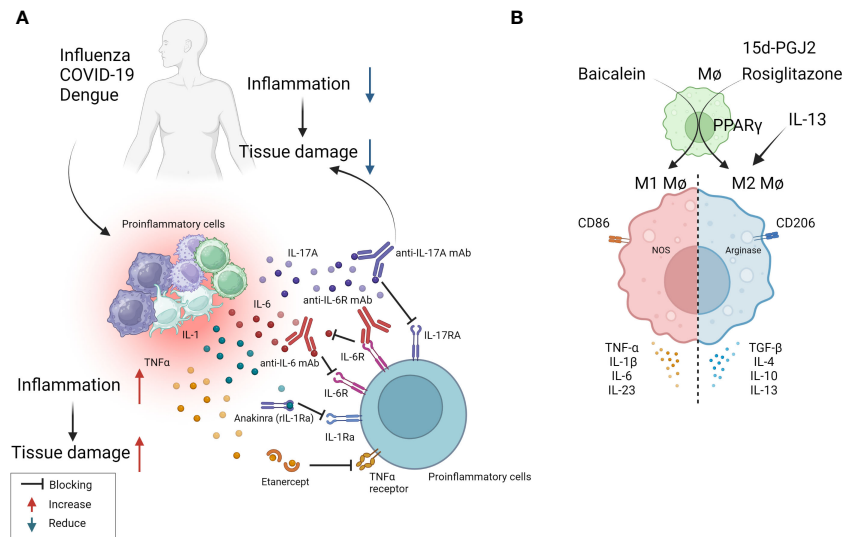 A
Influenza
COVID-19
Dengue
Inflammation
Tissue damage
Proinflammatory cells
IL-17A
anti-IL-17A mAb
anti-IL-6R mAb
IL-6
IL-17RA
IL-1
anti-IL-6 mAb
IL-6R
TNFα
IL-6R
Inflammation
Anakinra (rIL-1Ra)
IL-1Ra
Tissue damage
Etanercept
TNFα
receptor
Proinflammatory cells
Blocking
Increase
Reduce
B
15d-PGJ2
Baicalein
Mø
Rosiglitazone
PPARγ
IL-13
M1 Mø
M2 Mø
CD86
CD206
NOS
Arginase
TNF-α
IL-1β
IL-6
IL-23
TGF-β
IL-4
IL-10
IL-13